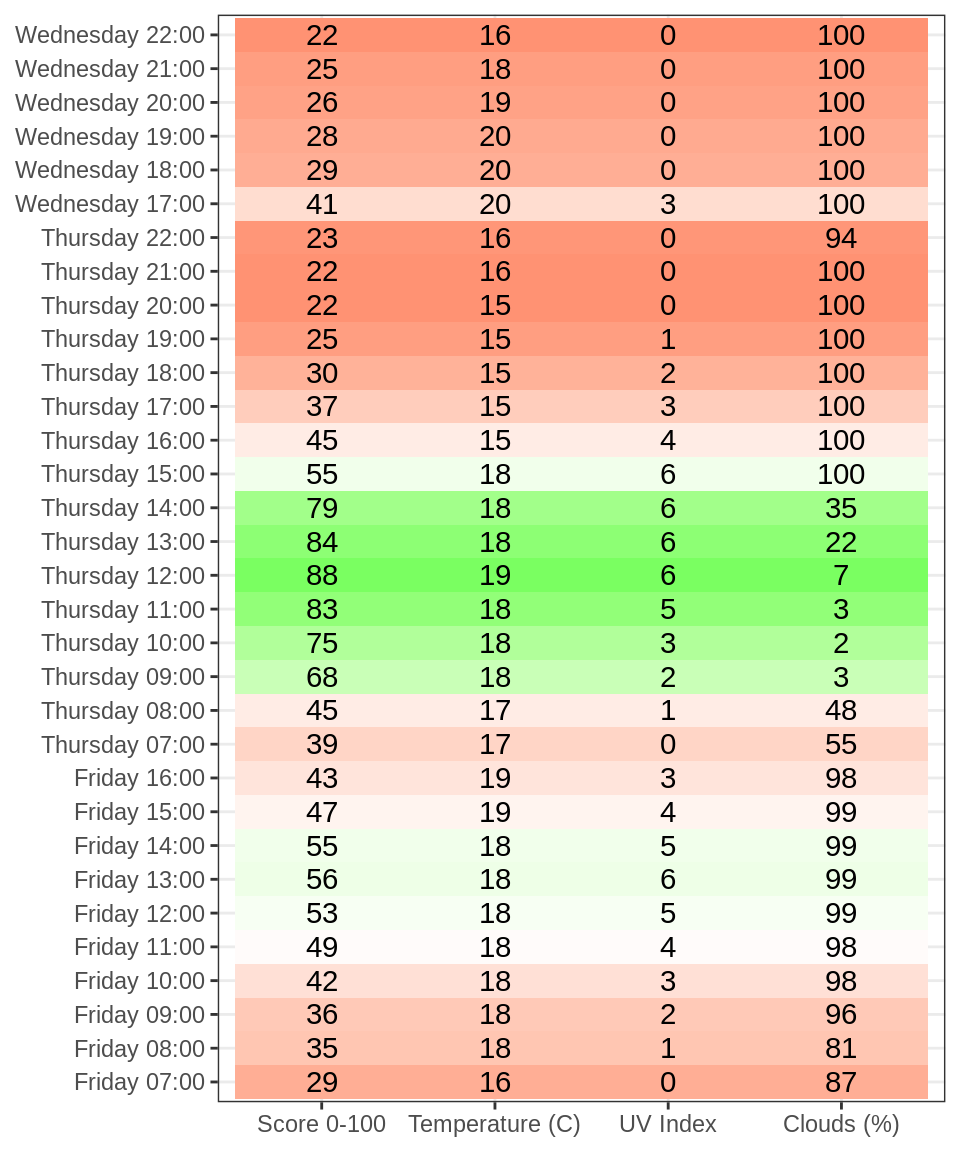 Wednesday 22:00 22 16 0 100
Wednesday 21:00 25 18 0 100
Wednesday 20:00 26 19 0 100
Wednesday 19:00 28 20 0 100
Wednesday 18:00 29 20 0 100
Wednesday 17:00 41 20 3 100
Thursday 22:00 23 16 0 94
Thursday 21:00 22 16 0 100
Thursday 20:00 22 15 0 100
Thursday 19:00 25 15 1 100
Thursday 18:00 30 15 2 100
Thursday 17:00 37 15 3 100
Thursday 16:00 45 15 4 100
Thursday 15:00 55 18 6 100
Thursday 14:00 79 18 6 35
Thursday 13:00 84 18 6 22
Thursday 12:00 88 19 6 7
Thursday 11:00 83 18 5 3
Thursday 10:00 75 18 3 2
Thursday 09:00 68 18 2 3
Thursday 08:00 45 17 1 48
Thursday 07:00 39 17 0 55
Friday 16:00 43 19 3 98
Friday 15:00 47 19 4 99
Friday 14:00 55 18 5 99
Friday 13:00 56 18 6 99
Friday 12:00 53 18 5 99
Friday 11:00 49 18 4 98
Friday 10:00 42 18 3 98
Friday 09:00 36 18 2 96
Friday 08:00 35 18 1 81
Friday 07:00 29 16 0 87
Score 0-100 Temperature (C) UV Index Clouds (%)